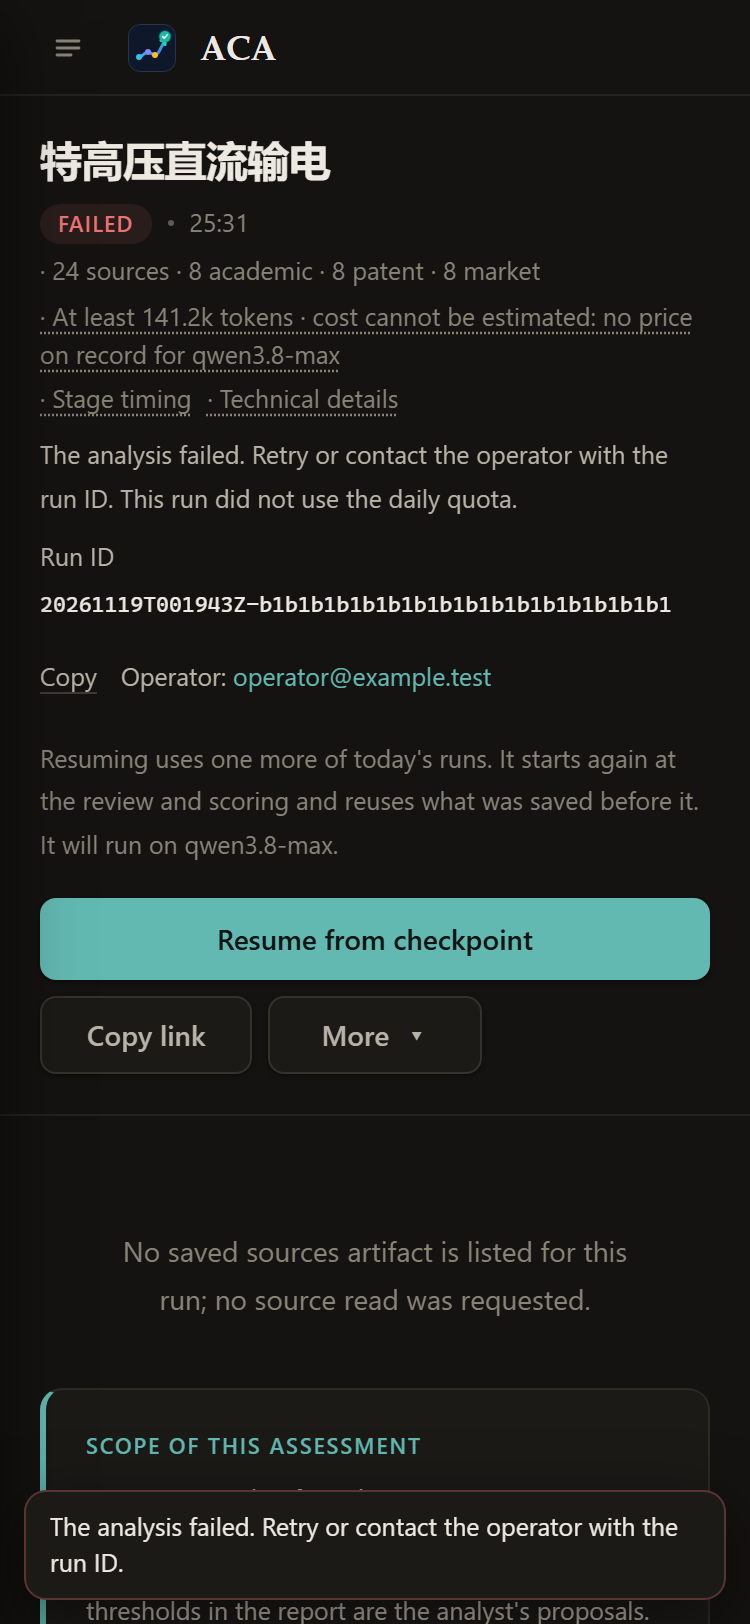 ACA
特高压直流输电
FAILED • 25:31
· 24 sources · 8 academic · 8 patent · 8 market
· At least 141.2k tokens · cost cannot be estimated: no price
on record for qwen3.8-max
· Stage timing · Technical details
The analysis failed. Retry or contact the operator with the
run ID. This run did not use the daily quota.
Run ID
20261119T001943Z-b1b1b1b1b1b1b1b1b1b1b1b1b1b1b1b1
Copy Operator: operator@example.test
Resuming uses one more of today's runs. It starts again at
the review and scoring and reuses what was saved before it.
It will run on qwen3.8-max.
Resume from checkpoint
Copy link More ▼
No saved sources artifact is listed for this
run; no source read was requested.
SCOPE OF THIS ASSESSMENT
The analysis failed. Retry or contact the operator with the
run ID.
thresholds in the report are the analyst's proposals.